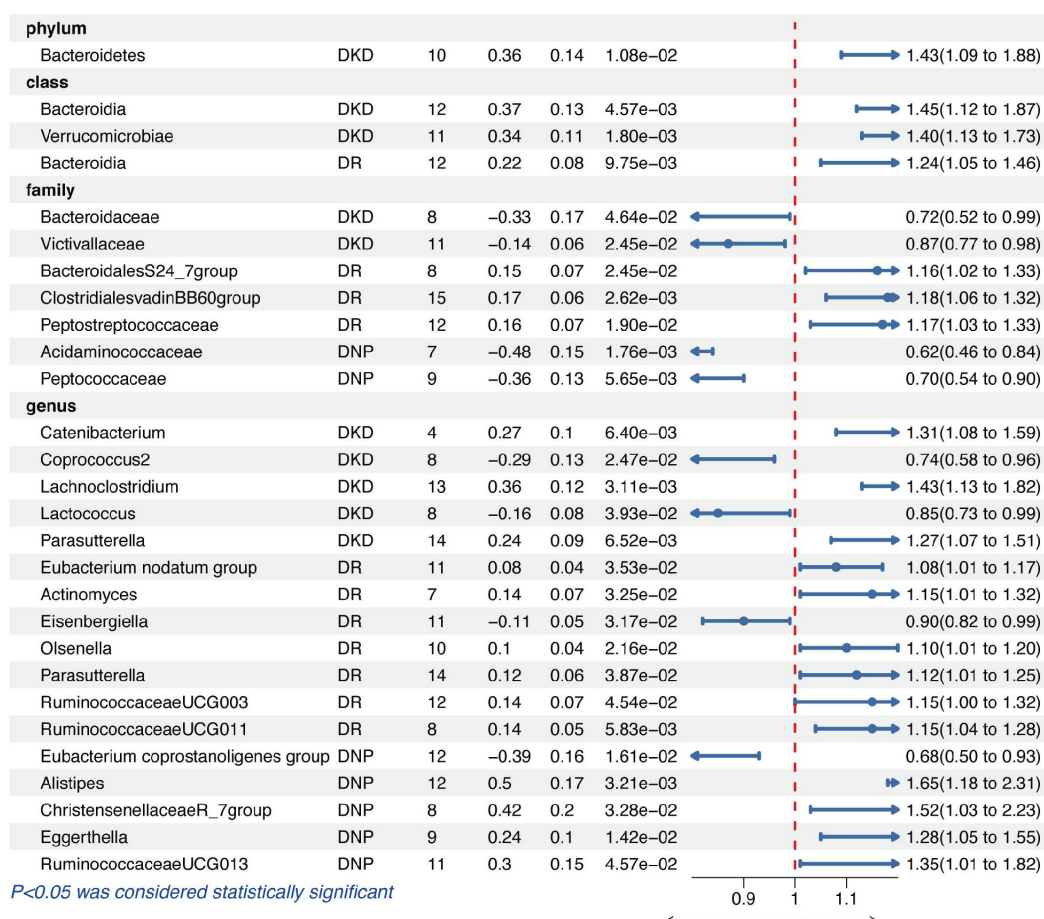 phylum
Bacteroidetes DKD 10 0.36 0.14 1.08e−02 1.43(1.09 to 1.88)
class
Bacteroidia DKD 12 0.37 0.13 4.57e−03 1.45(1.12 to 1.87)
Verrucomicrobiae DKD 11 0.34 0.11 1.80e−03 1.40(1.13 to 1.73)
Bacteroidia DR 12 0.22 0.08 9.75e−03 1.24(1.05 to 1.46)
family
Bacteroidaceae DKD 8 −0.33 0.17 4.64e−02 0.72(0.52 to 0.99)
Victivallaceae DKD 11 −0.14 0.06 2.45e−02 0.87(0.77 to 0.98)
BacteroidalesS24_7group DR 8 0.15 0.07 2.45e−02 1.16(1.02 to 1.33)
ClostridialesvadinBB60group DR 15 0.17 0.06 2.62e−03 1.18(1.06 to 1.32)
Peptostreptococcaceae DR 12 0.16 0.07 1.90e−02 1.17(1.03 to 1.33)
Acidaminococcaceae DNP 7 −0.48 0.15 1.76e−03 0.62(0.46 to 0.84)
Peptococcaceae DNP 9 −0.36 0.13 5.65e−03 0.70(0.54 to 0.90)
genus
Catenibacterium DKD 4 0.27 0.1 6.40e−03 1.31(1.08 to 1.59)
Coprococcus2 DKD 8 −0.29 0.13 2.47e−02 0.74(0.58 to 0.96)
Lachnoclostridium DKD 13 0.36 0.12 3.11e−03 1.43(1.13 to 1.82)
Lactococcus DKD 8 −0.16 0.08 3.93e−02 0.85(0.73 to 0.99)
Parasutterella DKD 14 0.24 0.09 6.52e−03 1.27(1.07 to 1.51)
Eubacterium nodatum group DR 11 0.08 0.04 3.53e−02 1.08(1.01 to 1.17)
Actinomyces DR 7 0.14 0.07 3.25e−02 1.15(1.01 to 1.32)
Eisenbergiella DR 11 −0.11 0.05 3.17e−02 0.90(0.82 to 0.99)
Olsenella DR 10 0.1 0.04 2.16e−02 1.10(1.01 to 1.20)
Parasutterella DR 14 0.12 0.06 3.87e−02 1.12(1.01 to 1.25)
RuminococcaceaeUCG003 DR 12 0.14 0.07 4.54e−02 1.15(1.00 to 1.32)
RuminococcaceaeUCG011 DR 8 0.14 0.05 5.83e−03 1.15(1.04 to 1.28)
Eubacterium coprostanoligenes group DNP 12 −0.39 0.16 1.61e−02 0.68(0.50 to 0.93)
Alistipes DNP 12 0.5 0.17 3.21e−03 1.65(1.18 to 2.31)
ChristensenellaceaeR_7group DNP 8 0.42 0.2 3.28e−02 1.52(1.03 to 2.23)
Eggerthella DNP 9 0.24 0.1 1.42e−02 1.28(1.05 to 1.55)
RuminococcaceaeUCG013 DNP 11 0.3 0.15 4.57e−02 1.35(1.01 to 1.82)
P<0.05 was considered statistically significant
0.9 1 1.1